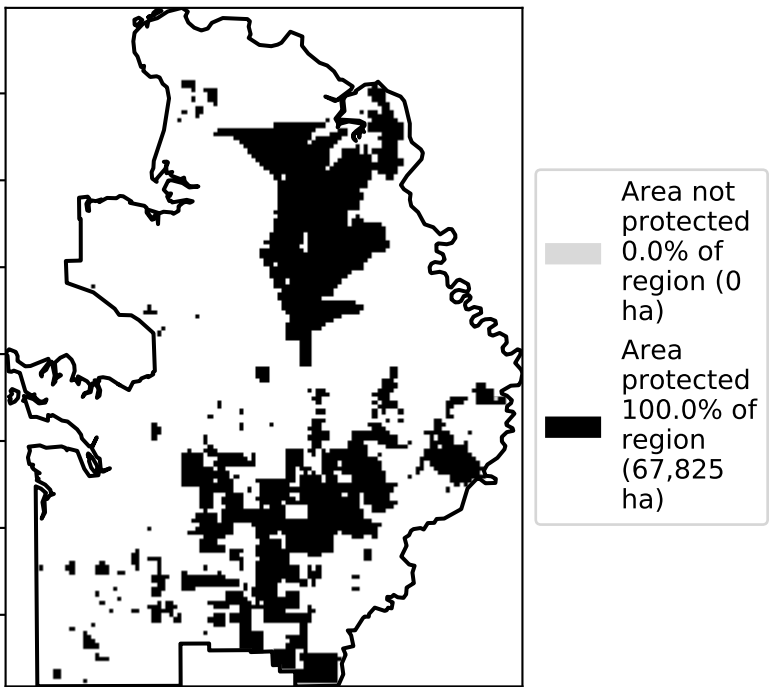 Area not
protected
0.0% of
region (0
ha)
Area
protected
100.0% of
region
(67,825
ha)